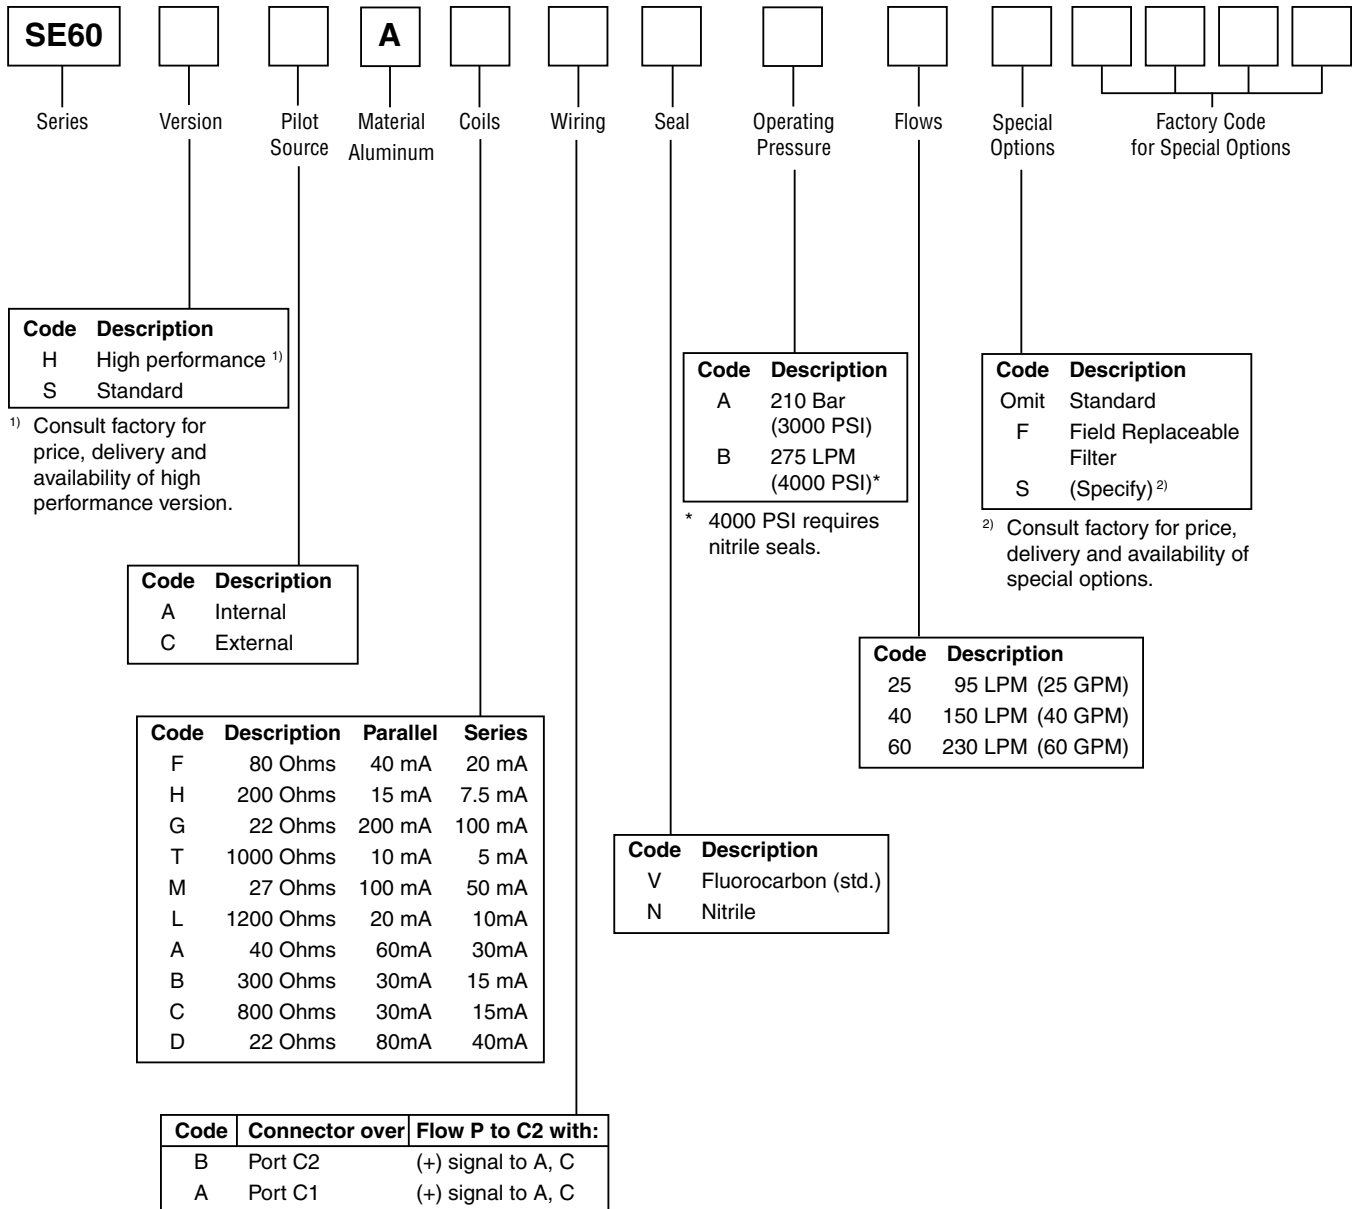 SE60 A
Series Version Pilot Source Material Aluminum Coils Wiring Seal Operating Pressure Flows Special Options Factory Code for Special Options
Code Description
H High performance 1)
S Standard
1) Consult factory for
price, delivery and
availability of high
performance version.
Code Description
A 210 Bar
(3000 PSI)
B 275 LPM
(4000 PSI)*
* 4000 PSI requires
nitrile seals.
Code Description
Omit Standard
F Field Replaceable
Filter
S (Specify) 2)
2) Consult factory for price,
delivery and availability of
special options.
Code Description
A Internal
C External
Code Description
25 95 LPM (25 GPM)
40 150 LPM (40 GPM)
60 230 LPM (60 GPM)
Code Description Parallel Series
F 80 Ohms 40 mA 20 mA
H 200 Ohms 15 mA 7.5 mA
G 22 Ohms 200 mA 100 mA
T 1000 Ohms 10 mA 5 mA
M 27 Ohms 100 mA 50 mA
L 1200 Ohms 20 mA 10mA
A 40 Ohms 60mA 30mA
B 300 Ohms 30mA 15 mA
C 800 Ohms 30mA 15mA
D 22 Ohms 80mA 40mA
Code Description
V Fluorocarbon (std.)
N Nitrile
Code Connector over Flow P to C2 with:
B Port C2 (+) signal to A, C
A Port C1 (+) signal to A, C